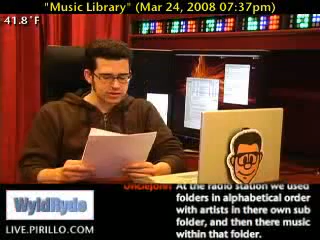 "Music Library" (Mar 24, 2008 07:37pm)
41.8°F
UncleJohn At the radio station we used
folders in alphabetical order
with artists in there own sub
folder, and then there music
within that folder.
WyldRyde
LIVE.PIRILLO.COM